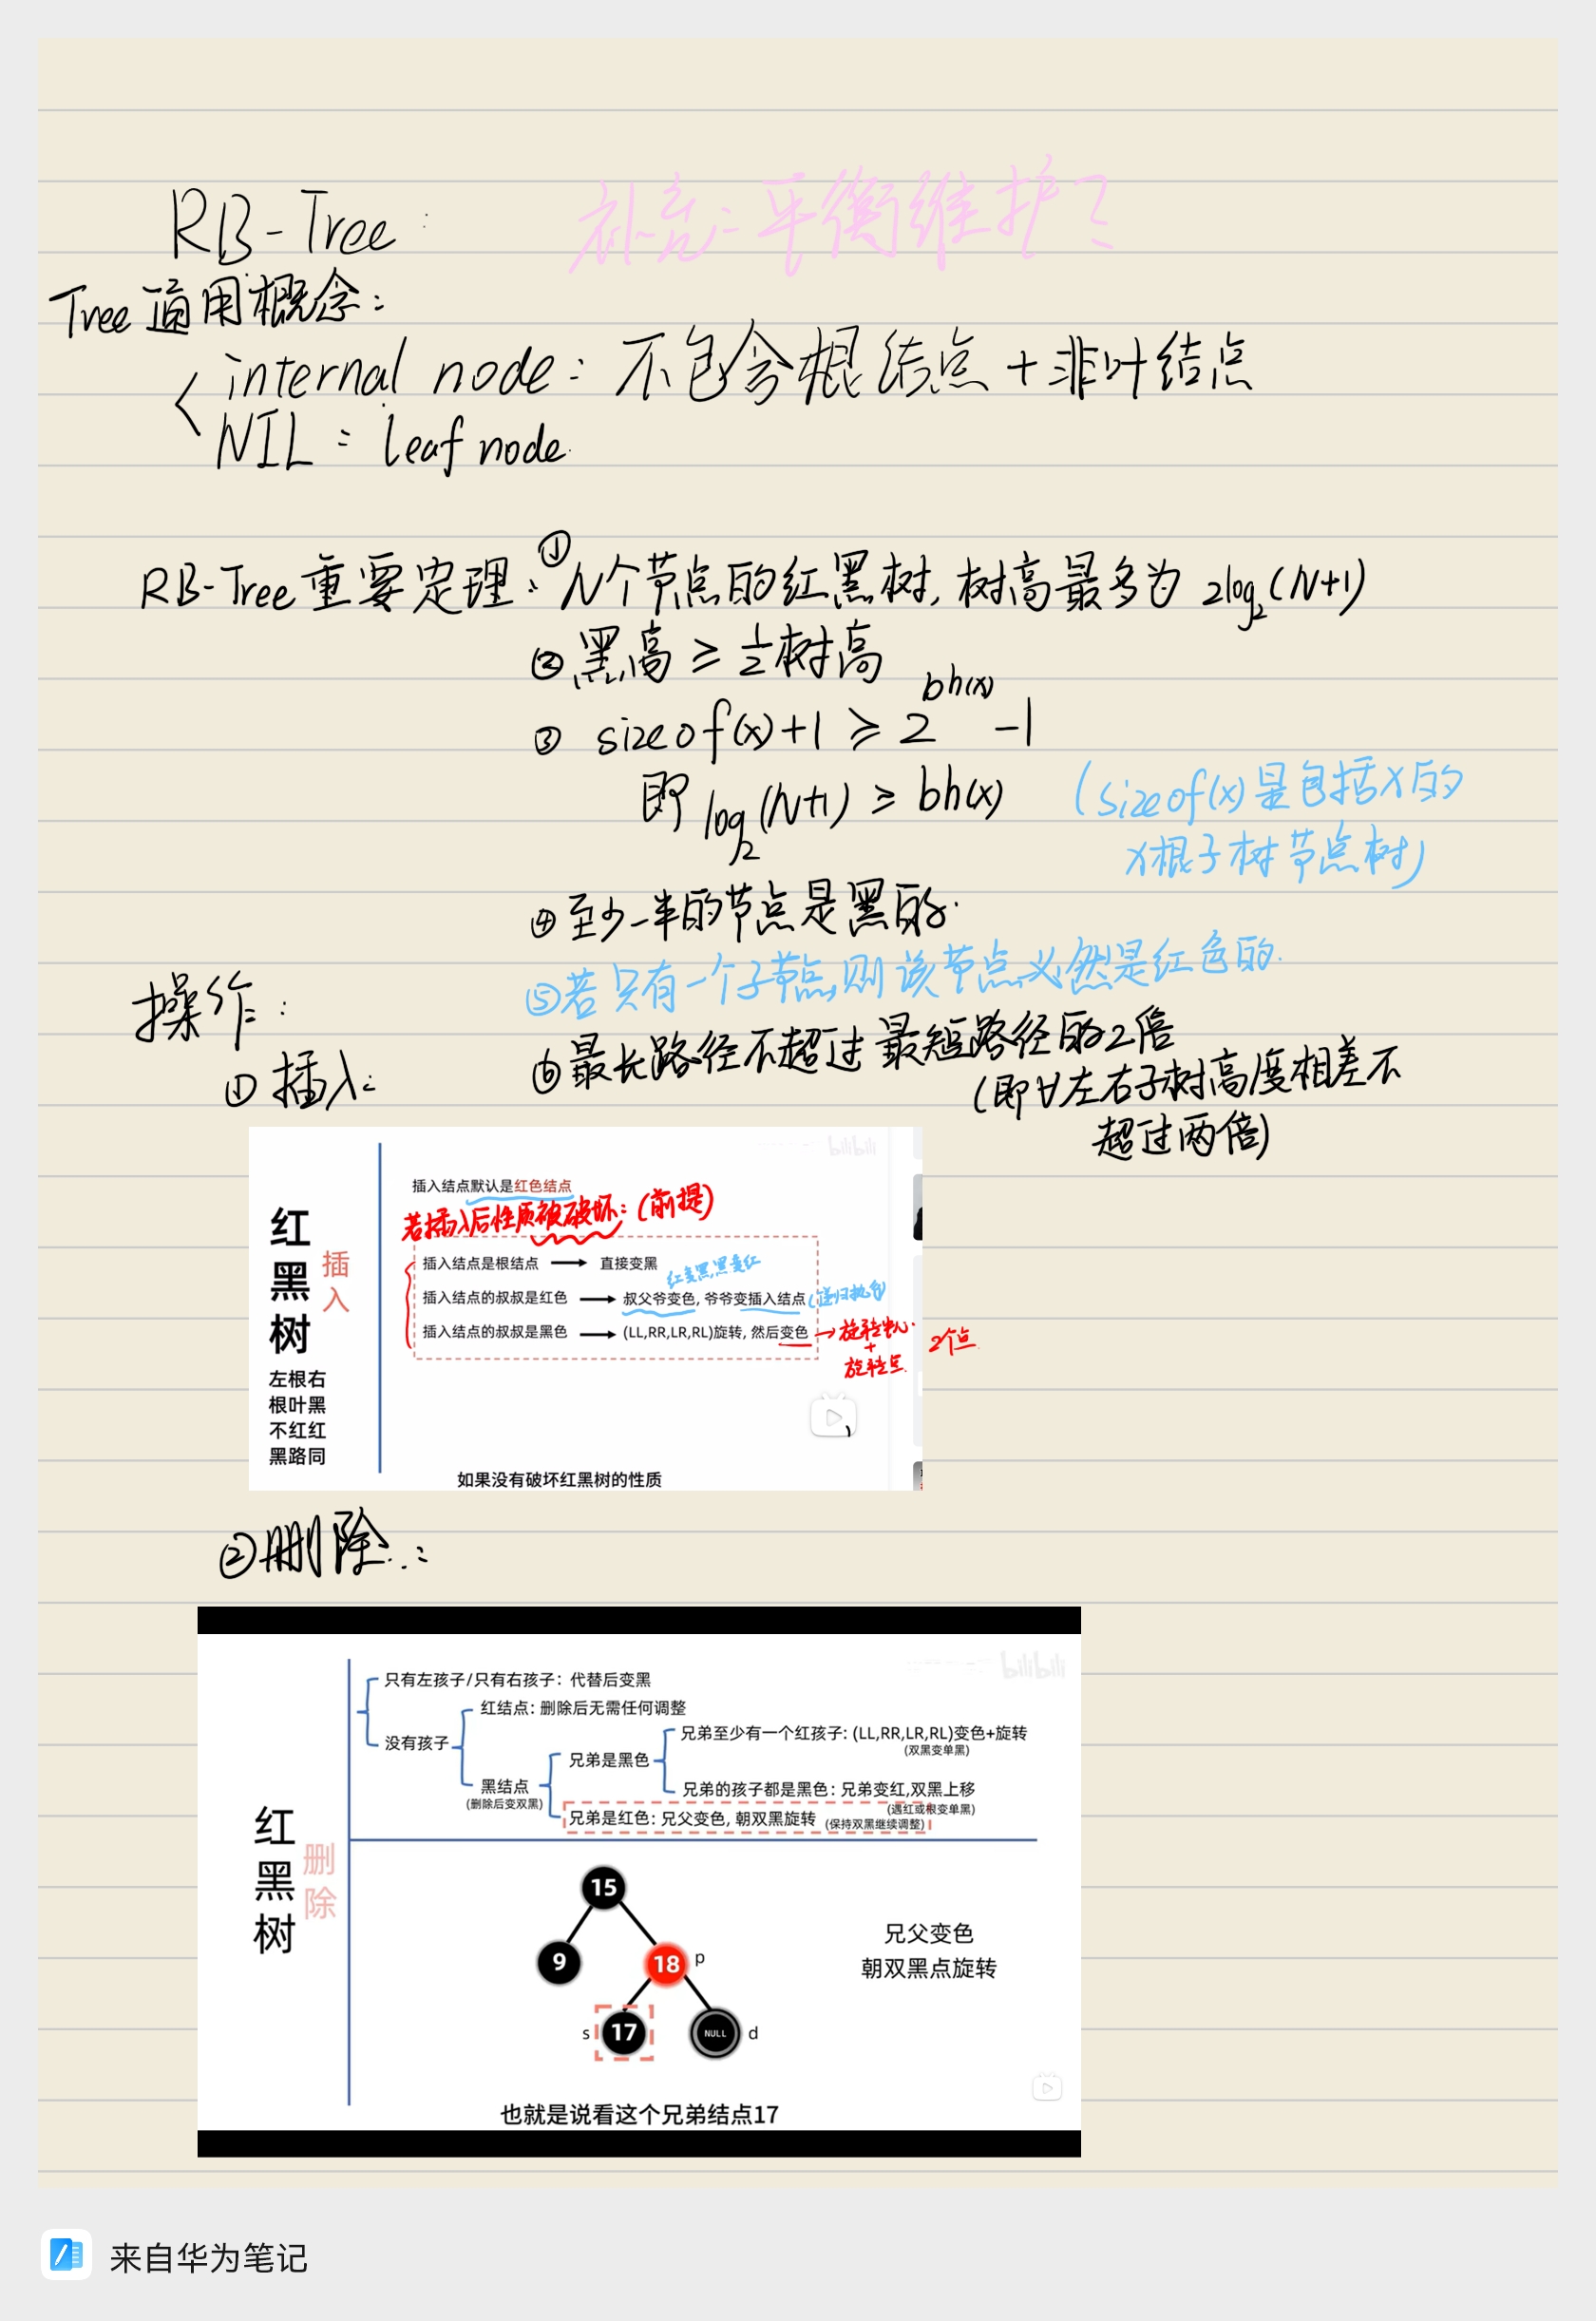 RB-Tree:
补充:平衡维护?
Tree 通用概念:
internal node: 不包含根结点+非叶结点
NIL: leaf node.
RB-Tree重要定理: ① N个节点的红黑树, 树高最多为 2log₂(N+1)
② 黑高 ≥ 1/2 树高
③ sizeof(x)+1 ≥ 2^bh(x) -1
即 log₂(N+1) ≥ bh(x)
(sizeof(x)是包括x的
x根子树节点树)
④ 至少一半的节点是黑的.
⑤若只有一个子节点,则该节点必然是红色的.
⑥ 最长路径不超过最短路径的2倍
(即∀左右子树高度相差不
超过两倍)
操作:
① 插入:
bilibili
红黑树
插入
左根右
根叶黑
不红红
黑路同
插入结点默认是红色结点
若插入后性质被破坏:(前提)
插入结点是根结点 → 直接变黑
红变黑,黑变红
插入结点的叔叔是红色 → 叔父爷变色, 爷爷变插入结点
(递归执行)
插入结点的叔叔是黑色 → (LL,RR,LR,RL)旋转, 然后变色
→旋转中心
+
旋转点
2个点
如果没有破坏红黑树的性质
②删除:
bilibili
红黑树
删除
只有左孩子/只有右孩子: 代替后变黑
没有孩子
红结点: 删除后无需任何调整
黑结点
(删除后变双黑)
兄弟是黑色
兄弟至少有一个红孩子: (LL,RR,LR,RL)变色+旋转
(双黑变单黑)
兄弟的孩子都是黑色: 兄弟变红,双黑上移
(遇红或根变单黑)
兄弟是红色: 兄父变色, 朝双黑旋转
(保持双黑继续调整)
15
9
18 p
s 17
NULL d
兄父变色
朝双黑点旋转
也就是说看这个兄弟结点17
来自华为笔记